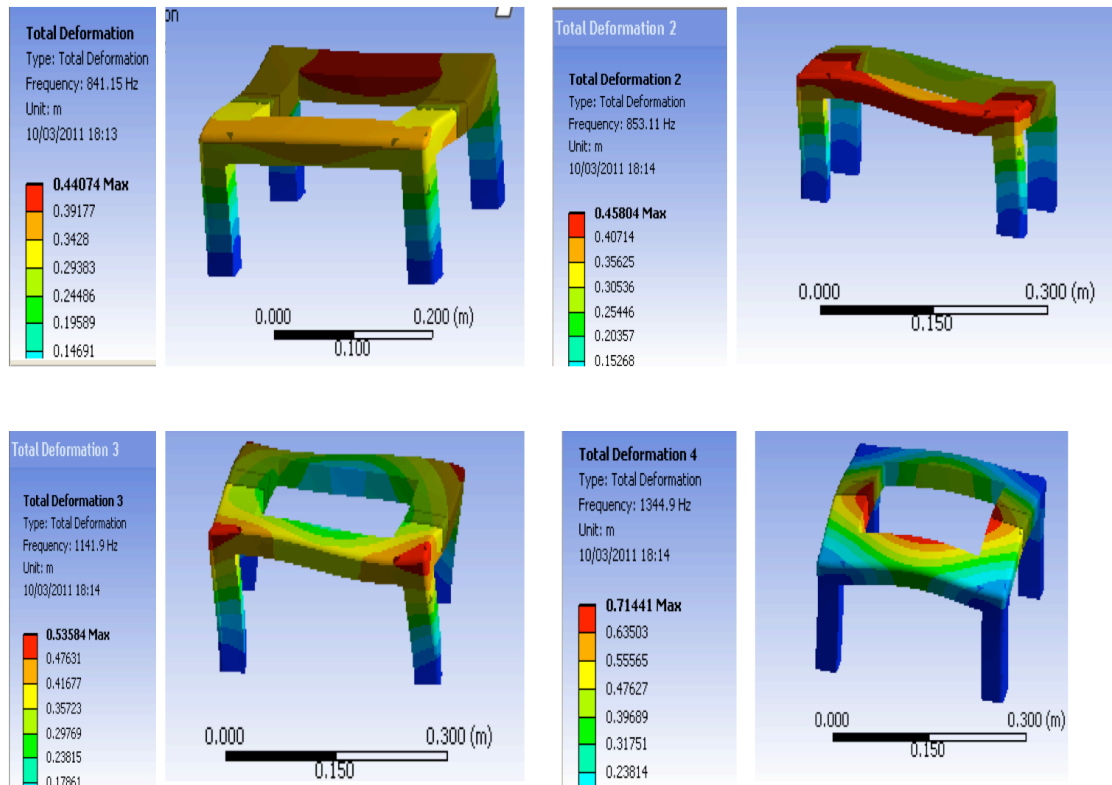 on
Total Deformation
Type: Total Deformation
Frequency: 841.15 Hz
Unit: m
10/03/2011 18:13
0.44074 Max
0.39177
0.3428
0.29383
0.24486
0.19589
0.14691
0.000
0.200 (m)
0.100
Total Deformation 2
Total Deformation 2
Type: Total Deformation
Frequency: 853.11 Hz
Unit: m
10/03/2011 18:14
0.45804 Max
0.40714
0.35625
0.30536
0.25446
0.20357
0.15268
0.000
0.300 (m)
0.150
Total Deformation 3
Total Deformation 3
Type: Total Deformation
Frequency: 1141.9 Hz
Unit: m
10/03/2011 18:14
0.53584 Max
0.47631
0.41677
0.35723
0.29769
0.23815
0.17861
0.000
0.300 (m)
0.150
Total Deformation 4
Type: Total Deformation
Frequency: 1344.9 Hz
Unit: m
10/03/2011 18:14
0.71441 Max
0.63503
0.55565
0.47627
0.39689
0.31751
0.23814
0.000
0.300 (m)
0.150